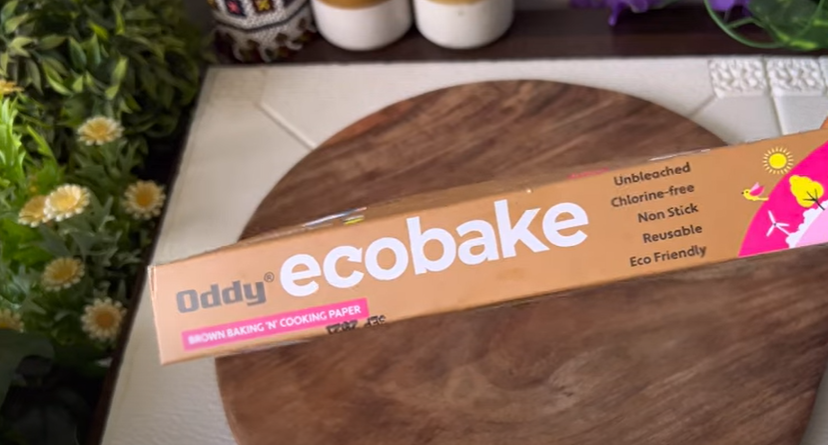 Oddy® ecobake
BROWN BAKING 'N' COOKING PAPER
Unbleached
Chlorine-free
Non Stick
Reusable
Eco Friendly